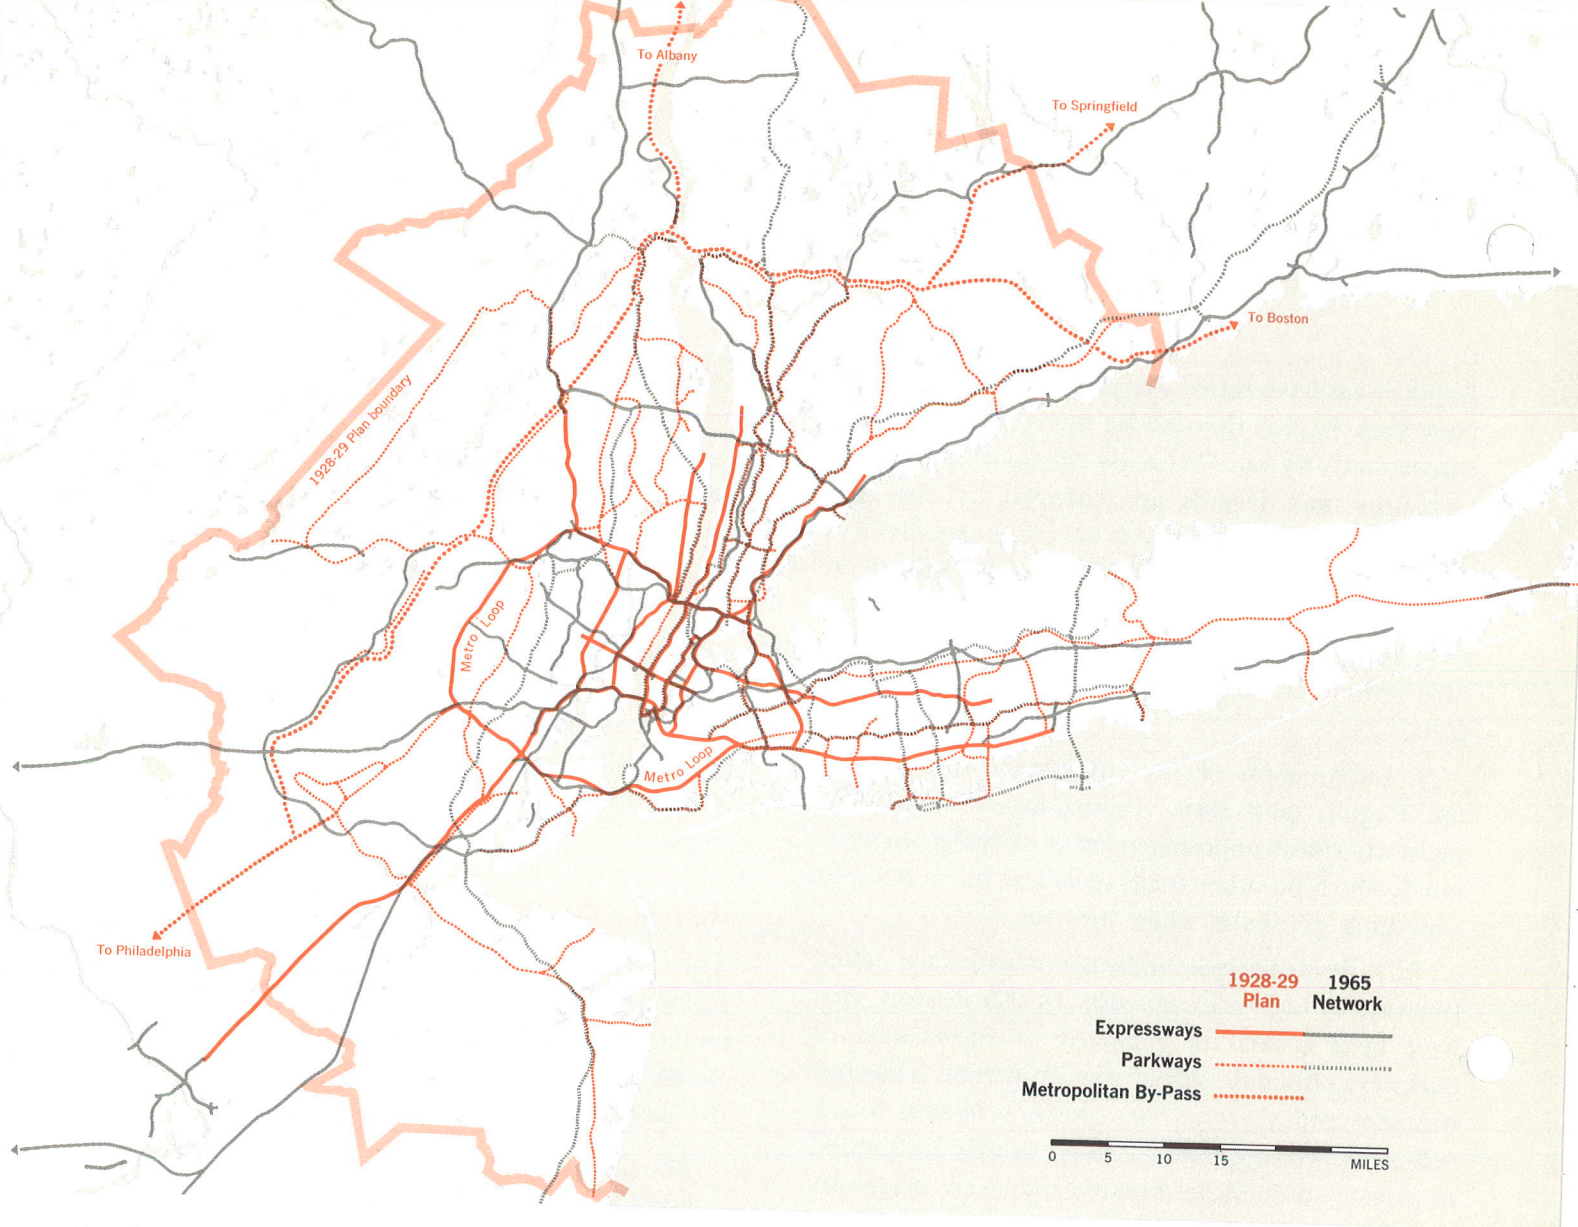 To Albany
To Springfield
To Boston
1928-29 Plan boundary
Metro Loop
Metro Loop
To Philadelphia
1928-29 Plan
1965 Network
Expressways
Parkways
Metropolitan By-Pass
0 5 10 15 MILES